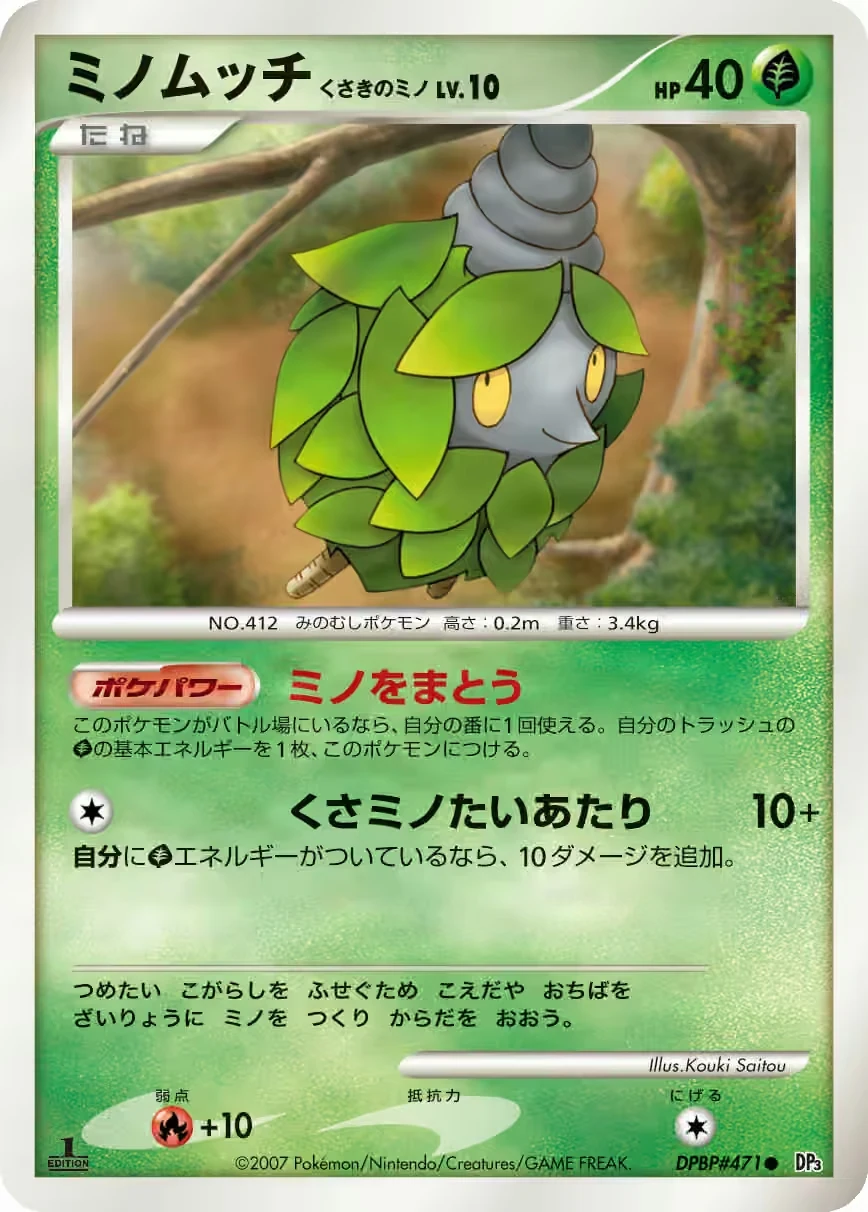 ミノムッチ くさきのミノ LV.10 HP 40
たね
NO.412 みのむしポケモン 高さ：0.2m 重さ：3.4kg
ポケパワー ミノをまとう
このポケモンがバトル場にいるなら、自分の番に1回使える。自分のトラッシュの
の基本エネルギーを1枚、このポケモンにつける。
くさミノたいあたり 10+
自分にエネルギーがついているなら、10ダメージを追加。
つめたい こがらしを ふせぐため こえだや おちばを
ざいりょうに ミノを つくり からだを おおう。
Illus.Kouki Saitou
弱点 抵抗力 にげる
+10
1 EDITION ©2007 Pokémon/Nintendo/Creatures/GAME FREAK. DPBP#471 DP3